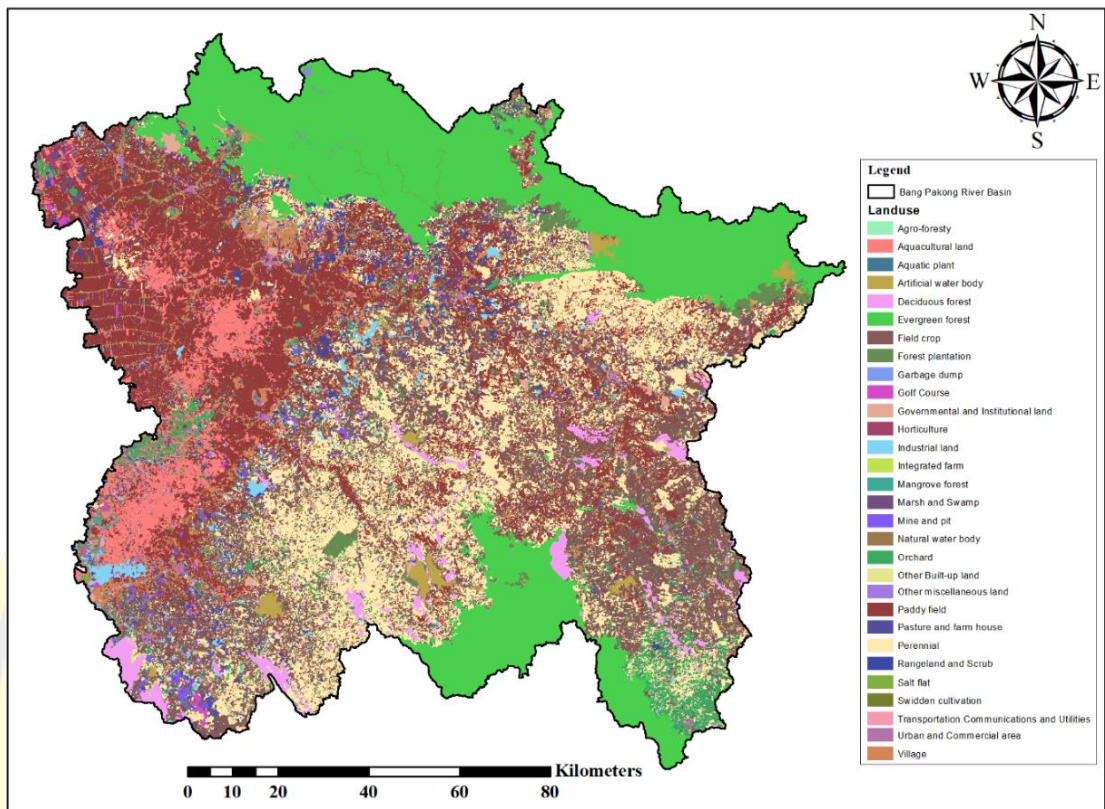 N
W E
S
Legend
Bang Pakong River Basin
Landuse
Agro-foresty
Aquacultural land
Aquatic plant
Artificial water body
Deciduous forest
Evergreen forest
Field crop
Forest plantation
Garbage dump
Golf Course
Governmental and Institutional land
Horticulture
Industrial land
Integrated farm
Mangrove forest
Marsh and Swamp
Mine and pit
Natural water body
Orchard
Other Built-up land
Other miscellaneous land
Paddy field
Pasture and farm house
Perennial
Rangeland and Scrub
Salt flat
Swidden cultivation
Transportation Communications and Utilities
Urban and Commercial area
Village
Kilometers
0 10 20 40 60 80